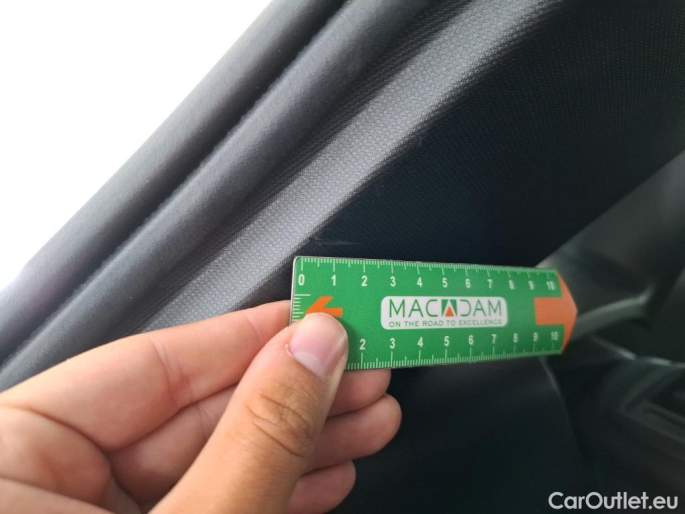 0 1 2 3 4 5 6 7 8 9 10
MACADAM
ON THE ROAD TO EXCELLENCE
2 3 4 5 6 7 8 9 10
CarOutlet.eu